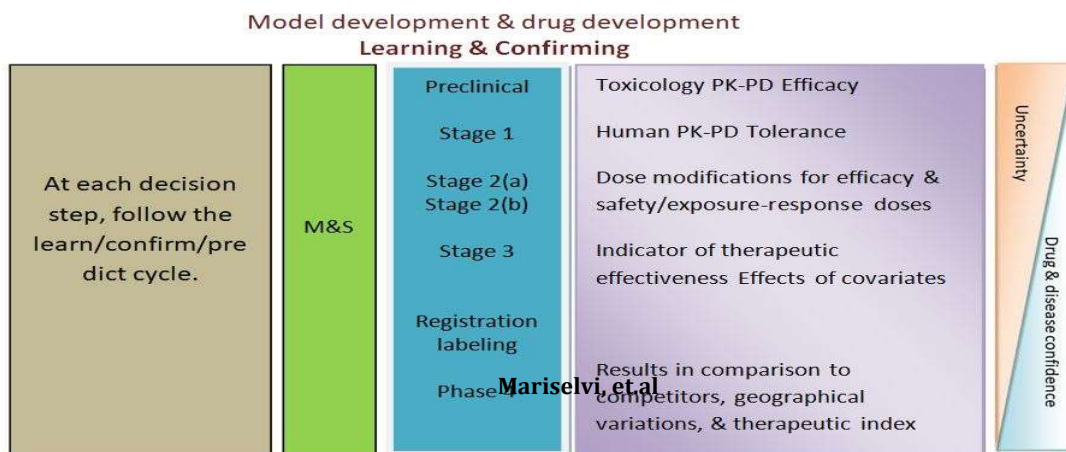 Model development & drug development
Learning & Confirming
At each decision
step, follow the
learn/confirm/pre
dict cycle.
M&S
Preclinical
Stage 1
Stage 2(a)
Stage 2(b)
Stage 3
Registration
labeling
Phase 4
Toxicology PK-PD Efficacy
Human PK-PD Tolerance
Dose modifications for efficacy &
safety/exposure-response doses
Indicator of therapeutic
effectiveness Effects of covariates
Results in comparison to
competitors, geographical
variations, & therapeutic index
Mariselvi, et.al
Uncertainty
Drug & disease confidence